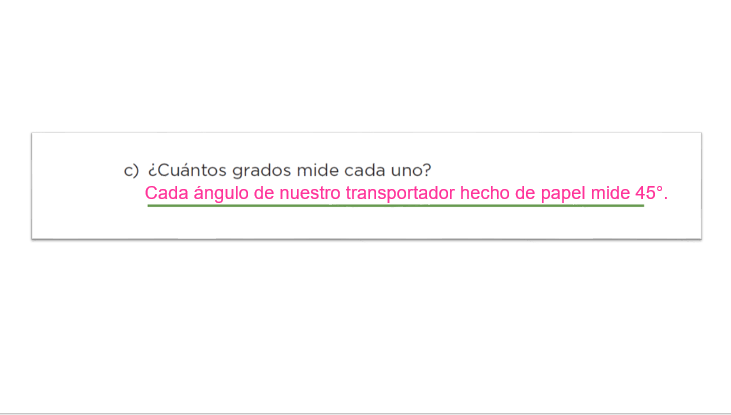 c) ¿Cuántos grados mide cada uno?
Cada ángulo de nuestro transportador hecho de papel mide 45°.